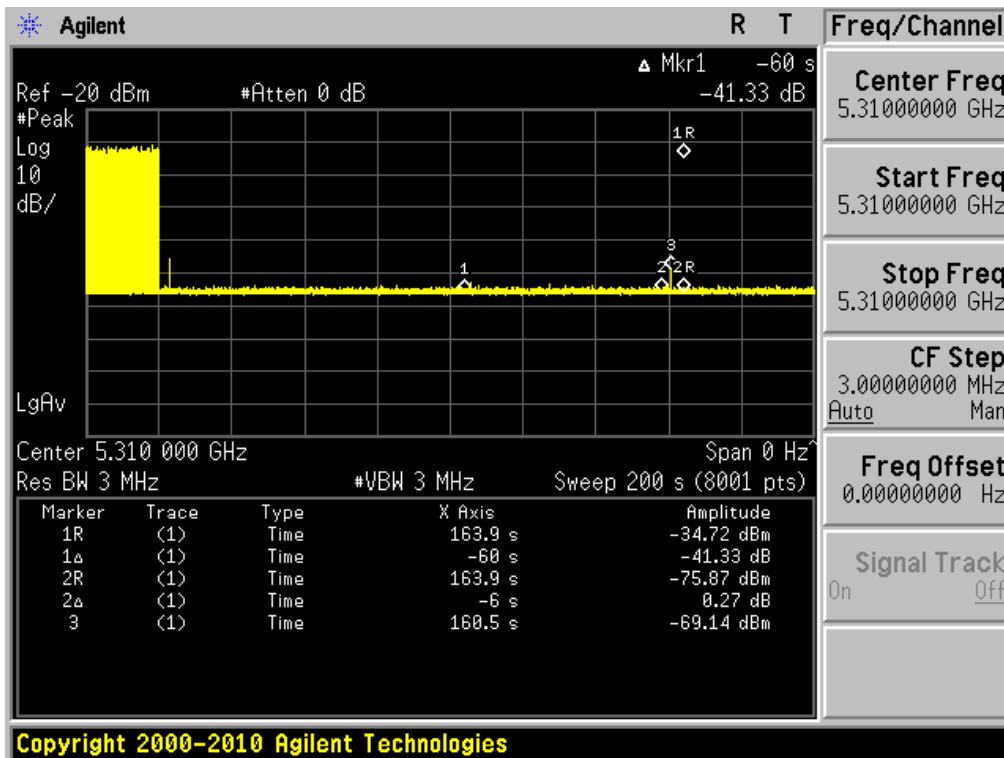 Agilent R T
Freq/Channel
Δ Mkr1 -60 s
Ref -20 dBm #Atten 0 dB -41.33 dB
#Peak
Log
10
dB/
1R
1
2
3
2R
LgAv
Center 5.310 000 GHz Span 0 Hz^
Res BW 3 MHz #VBW 3 MHz Sweep 200 s (8001 pts)
Marker Trace Type X Axis Amplitude
1R (1) Time 163.9 s -34.72 dBm
1Δ (1) Time -60 s -41.33 dB
2R (1) Time 163.9 s -75.87 dBm
2Δ (1) Time -6 s 0.27 dB
3 (1) Time 160.5 s -69.14 dBm
Center Freq
5.31000000 GHz
Start Freq
5.31000000 GHz
Stop Freq
5.31000000 GHz
CF Step
3.00000000 MHz
Auto Man
Freq Offset
0.00000000 Hz
Signal Track
On Off
Copyright 2000-2010 Agilent Technologies